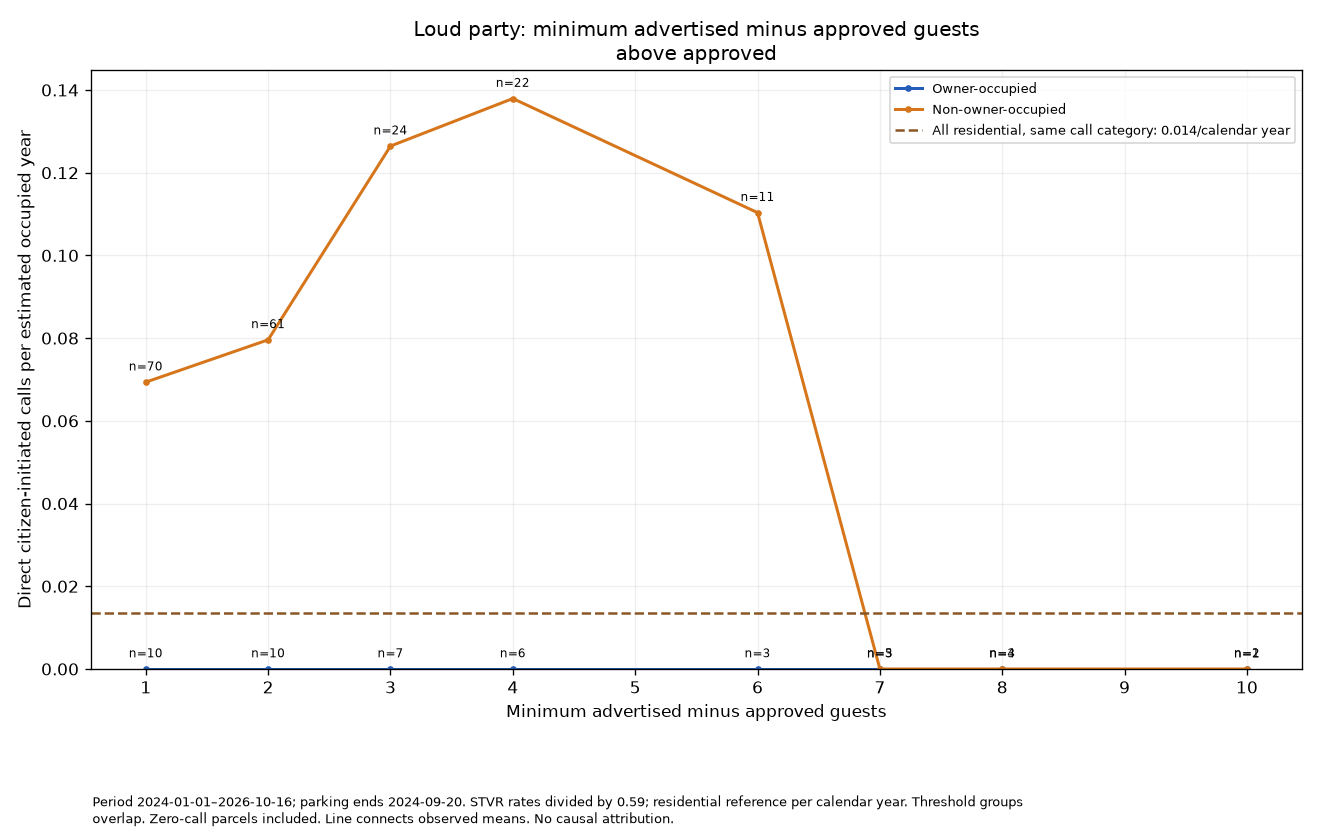 Loud party: minimum advertised minus approved guests
above approved
Direct citizen-initiated calls per estimated occupied year
0.14
0.12
0.10
0.08
0.06
0.04
0.02
0.00
Owner-occupied
Non-owner-occupied
All residential, same call category: 0.014/calendar year
n=70
n=61
n=24
n=22
n=11
n=10
n=10
n=7
n=6
n=3
1
2
3
4
5
6
7
8
9
10
Minimum advertised minus approved guests
Period 2024-01-01–2026-10-16; parking ends 2024-09-20. STVR rates divided by 0.59; residential reference per calendar year. Threshold groups
overlap. Zero-call parcels included. Line connects observed means. No causal attribution.